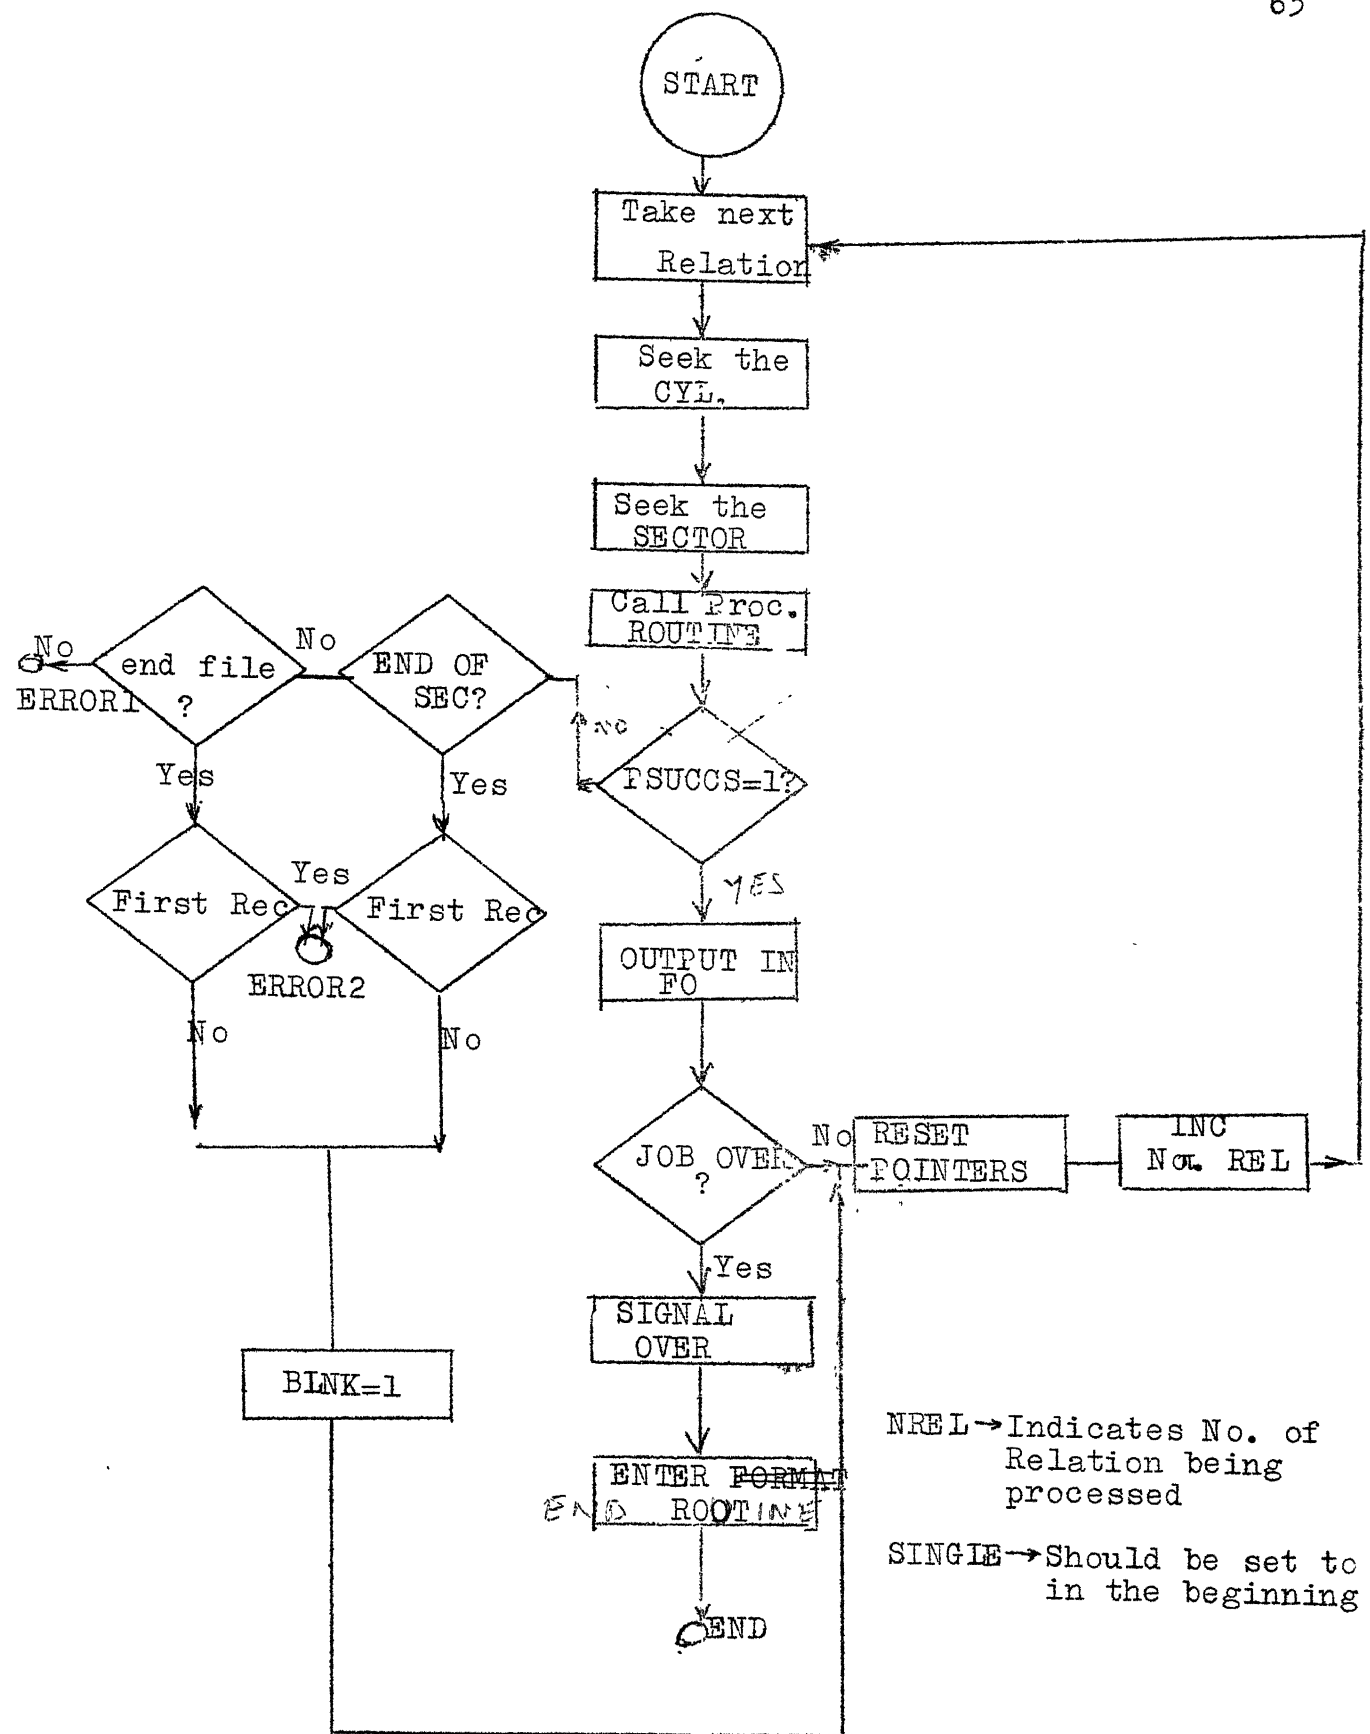 START
Take next
Relation
Seek the
CYL.
Seek the
SECTOR
Call Proc.
ROUTINE
No
end file
?
ERROR1
No
END OF
SEC?
NO
PSUCCS=1?
Yes
Yes
First Rec
Yes
First Rec
ERROR2
YES
OUTPUT IN
FO
No
No
JOB OVER
?
No
RESET
POINTERS
INC
REL
Yes
SIGNAL
OVER
BLNK=1
ENTER FORMAT
END ROOTINE
END
NREL→Indicates No. of
Relation being
processed
SINGLE→Should be set to
in the beginning